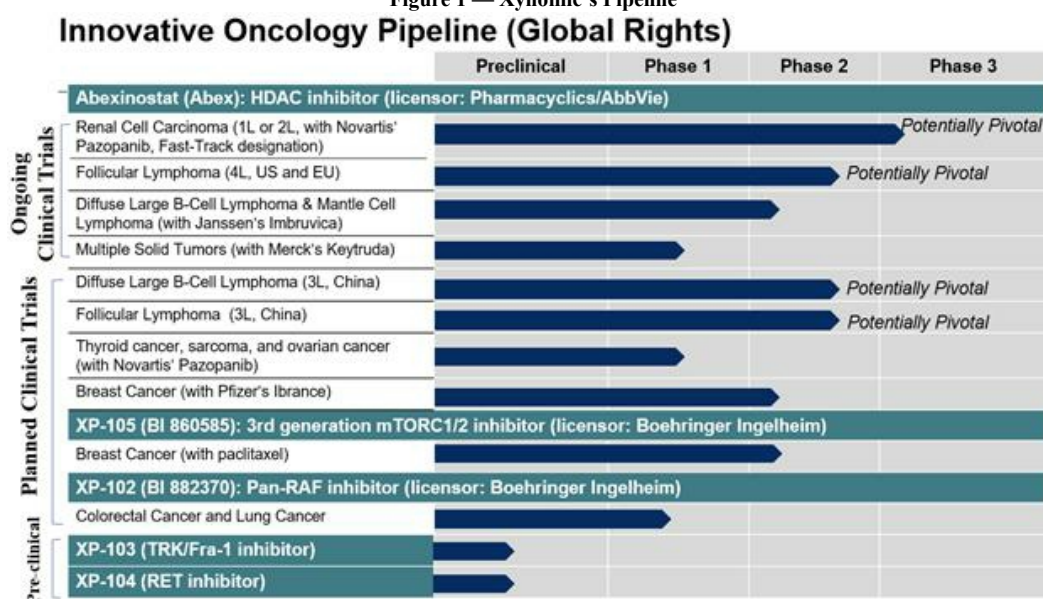 Figure 1 — Xynomic's Pipeline
Innovative Oncology Pipeline (Global Rights)
Preclinical Phase 1 Phase 2 Phase 3
Abexinostat (Abex): HDAC inhibitor (licensor: Pharmacyclics/AbbVie)
Ongoing
Clinical Trials
Renal Cell Carcinoma (1L or 2L, with Novartis'
Pazopanib, Fast-Track designation)
Potentially Pivotal
Follicular Lymphoma (4L, US and EU)
Potentially Pivotal
Diffuse Large B-Cell Lymphoma & Mantle Cell
Lymphoma (with Janssen's Imbruvica)
Multiple Solid Tumors (with Merck's Keytruda)
Planned Clinical Trials
Diffuse Large B-Cell Lymphoma (3L, China)
Potentially Pivotal
Follicular Lymphoma (3L, China)
Potentially Pivotal
Thyroid cancer, sarcoma, and ovarian cancer
(with Novartis' Pazopanib)
Breast Cancer (with Pfizer's Ibrance)
XP-105 (BI 860585): 3rd generation mTORC1/2 inhibitor (licensor: Boehringer Ingelheim)
Breast Cancer (with paclitaxel)
XP-102 (BI 882370): Pan-RAF inhibitor (licensor: Boehringer Ingelheim)
Colorectal Cancer and Lung Cancer
Pre-clinical
XP-103 (TRK/Fra-1 inhibitor)
XP-104 (RET inhibitor)